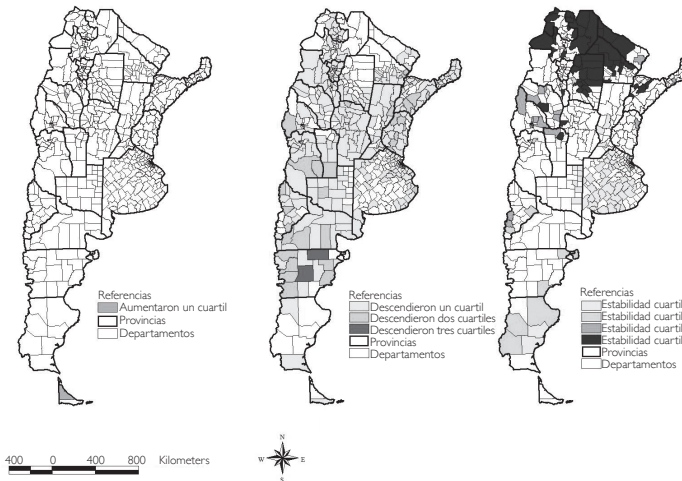 Referencias
Aumentaron un cuartil
Provincias
Departamentos
Referencias
Descendieron un cuartil
Descendieron dos cuartiles
Descendieron tres cuartiles
Provincias
Departamentos
Referencias
Estabilidad cuartil
Estabilidad cuartil
Estabilidad cuartil
Estabilidad cuartil
Provincias
Departamentos
400 0 400 800 Kilometers
N
W E
S